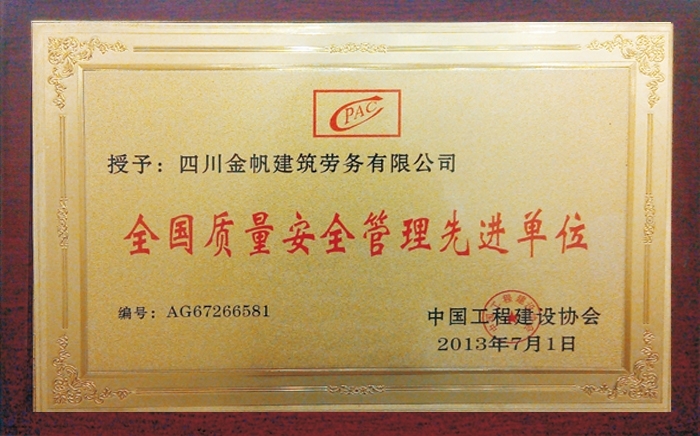 CPAC
授予：四川金帆建筑劳务有限公司
全国质量安全管理先进单位
编号：AG67266581
中国工程建设协会
2013年7月1日